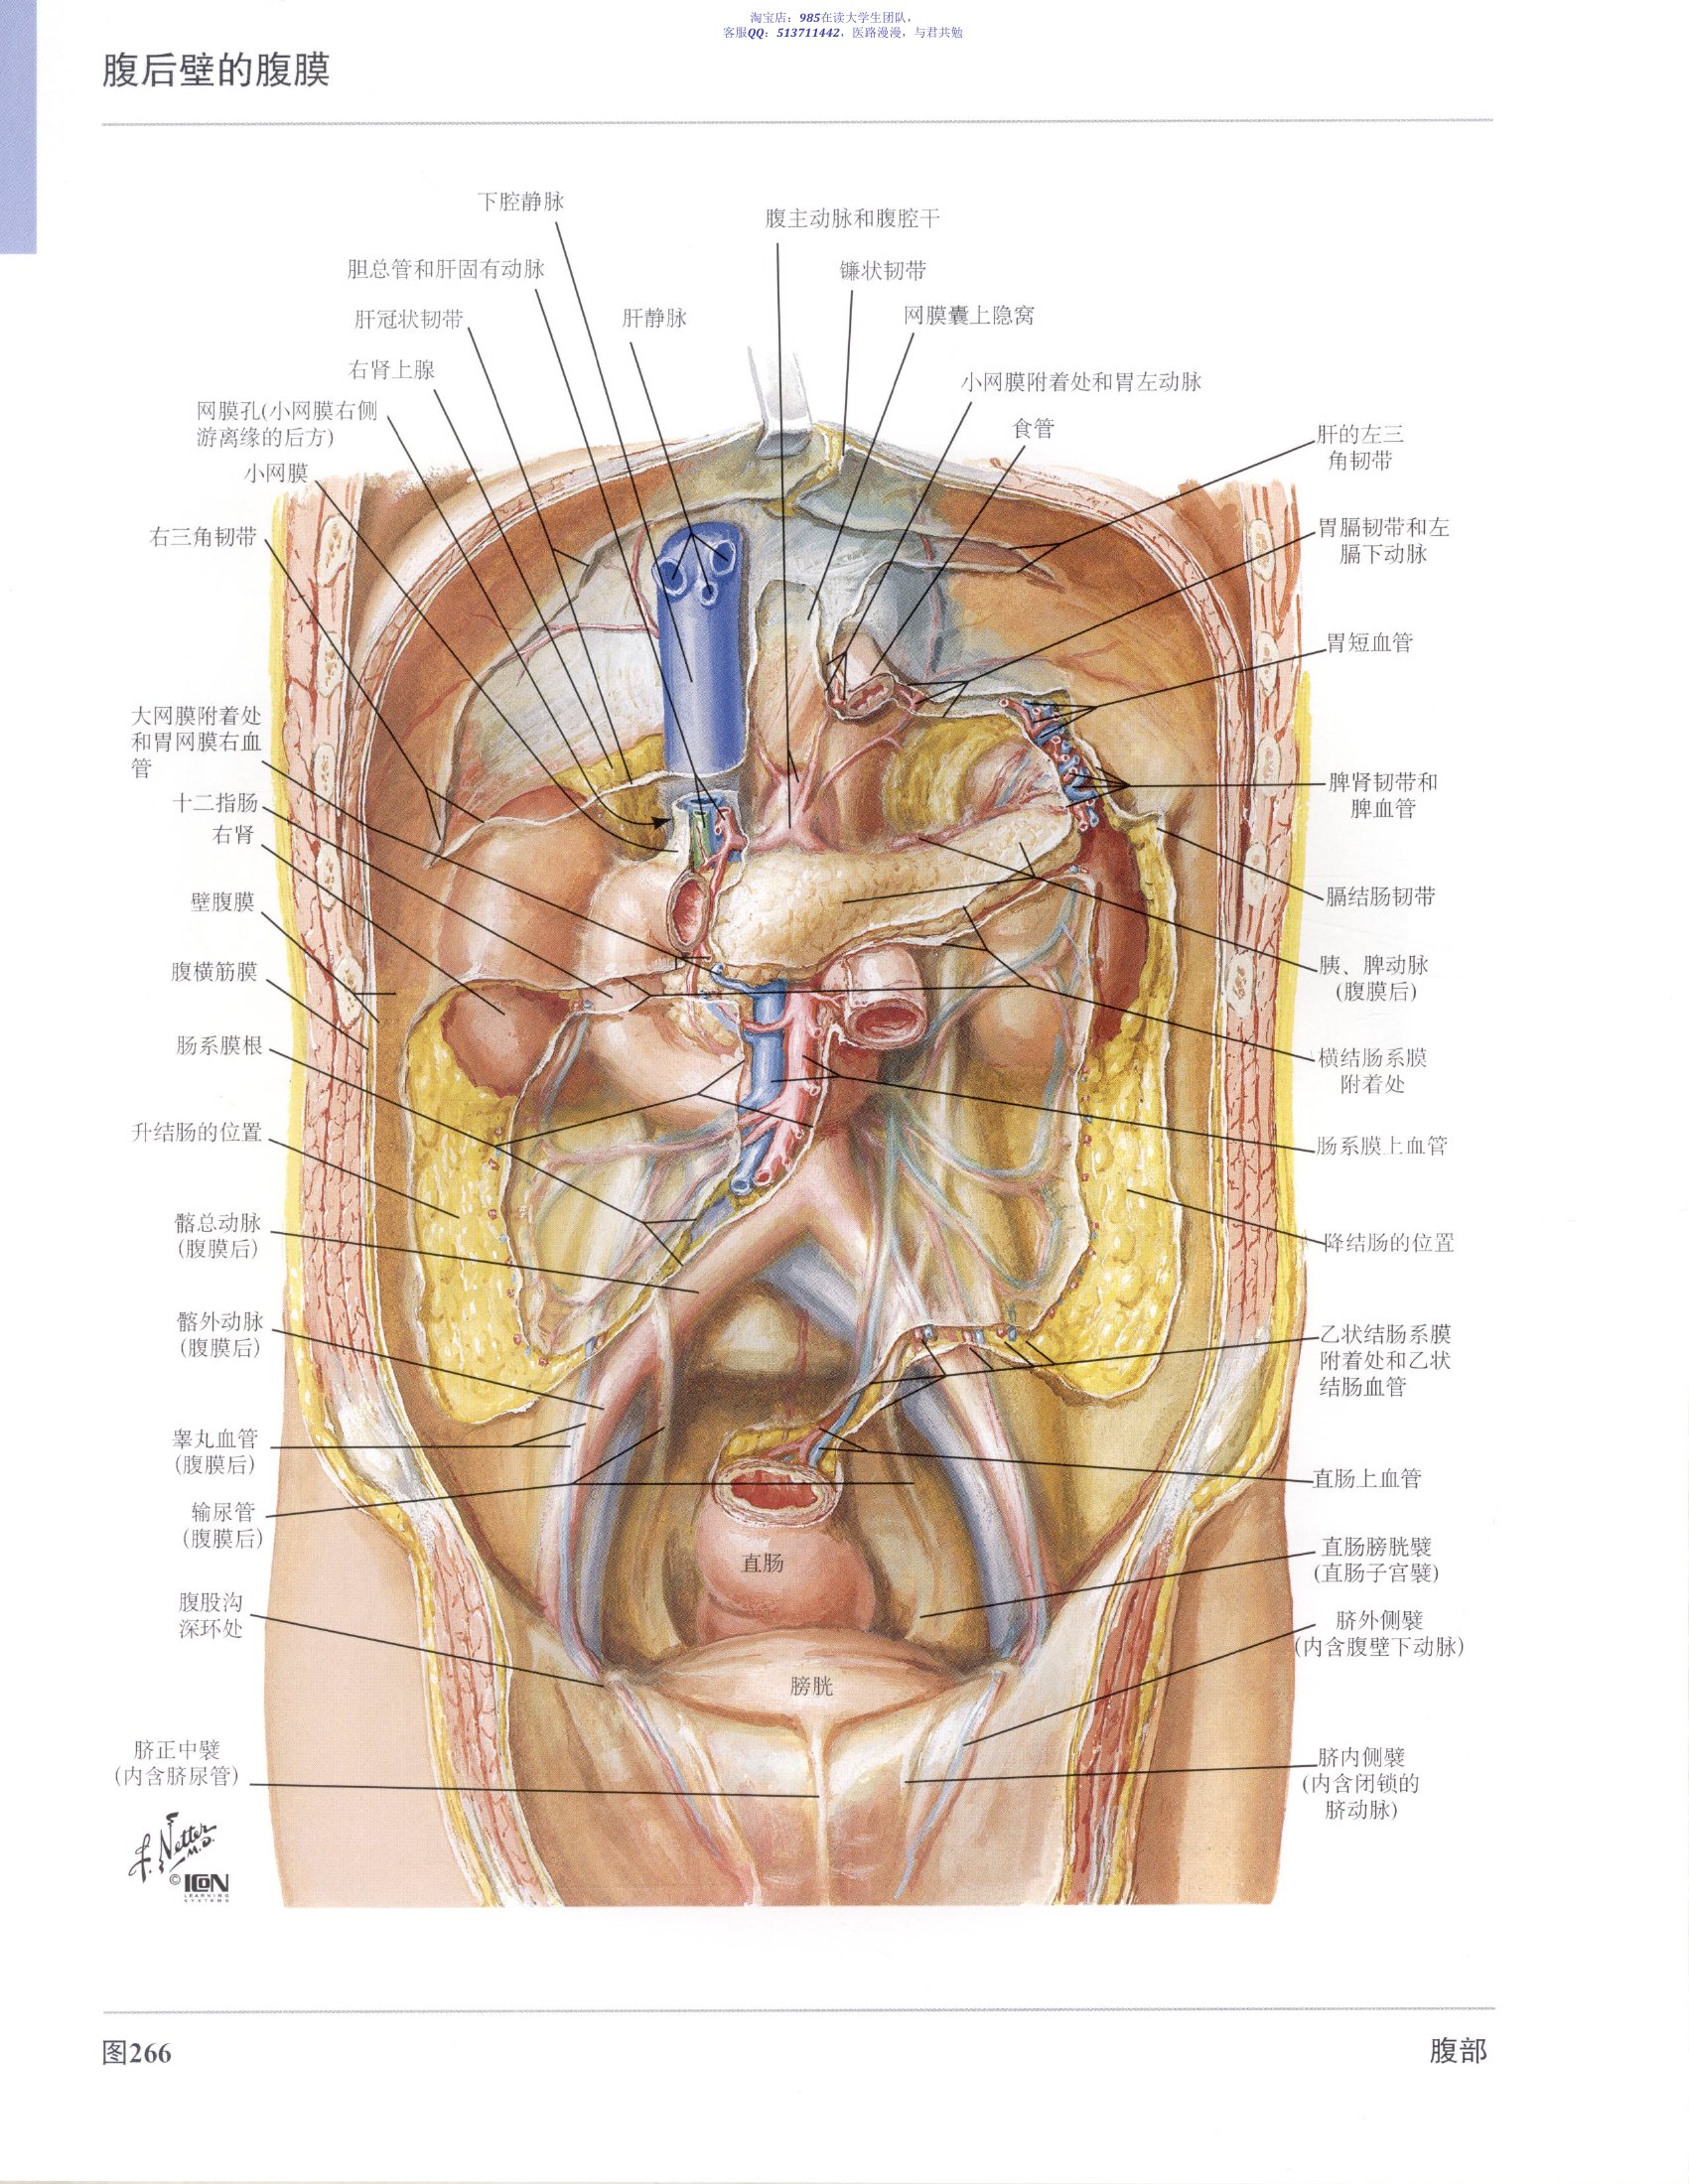 淘宝店：985在读大学生团队，
客服QQ：513711442，医路漫漫，与君共勉
腹后壁的腹膜
下腔静脉
腹主动脉和腹腔干
胆总管和肝固有动脉
镰状韧带
肝冠状韧带
肝静脉
网膜囊上隐窝
右肾上腺
小网膜附着处和胃左动脉
网膜孔(小网膜右侧
游离缘的后方)
食管
肝的左三
角韧带
小网膜
右三角韧带
胃膈韧带和左
膈下动脉
胃短血管
大网膜附着处
和胃网膜右血
管
脾肾韧带和
脾血管
十二指肠
右肾
壁腹膜
膈结肠韧带
腹横筋膜
胰、脾动脉
(腹膜后)
肠系膜根
横结肠系膜
附着处
升结肠的位置
肠系膜上血管
髂总动脉
(腹膜后)
降结肠的位置
髂外动脉
(腹膜后)
乙状结肠系膜
附着处和乙状
结肠血管
睾丸血管
(腹膜后)
直肠上血管
输尿管
(腹膜后)
直肠
直肠膀胱襞
(直肠子宫襞)
腹股沟
深环处
脐外侧襞
(内含腹壁下动脉)
膀胱
脐正中襞
(内含脐尿管)
脐内侧襞
(内含闭锁的
脐动脉)
F. Netter
M.D.
© ICON
LEARNING
SYSTEMS
图266
腹部